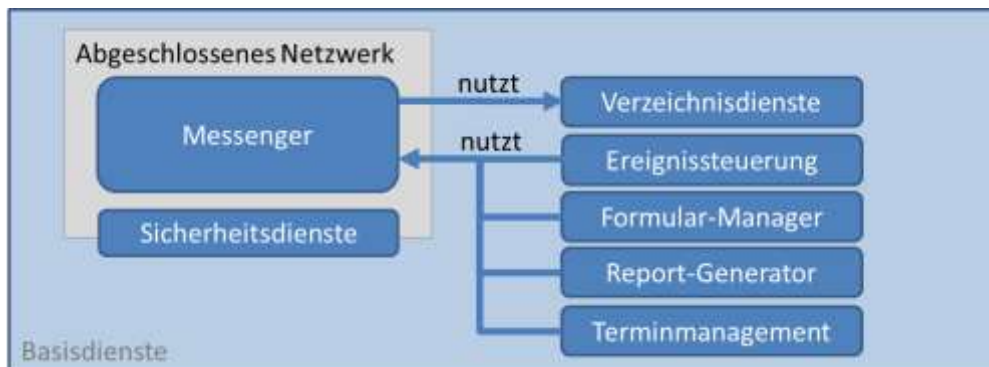 Abgeschlossenes Netzwerk
Messenger
Sicherheitsdienste
nutzt
nutzt
Verzeichnisdienste
Ereignissteuerung
Formular-Manager
Report-Generator
Terminmanagement
Basisdienste